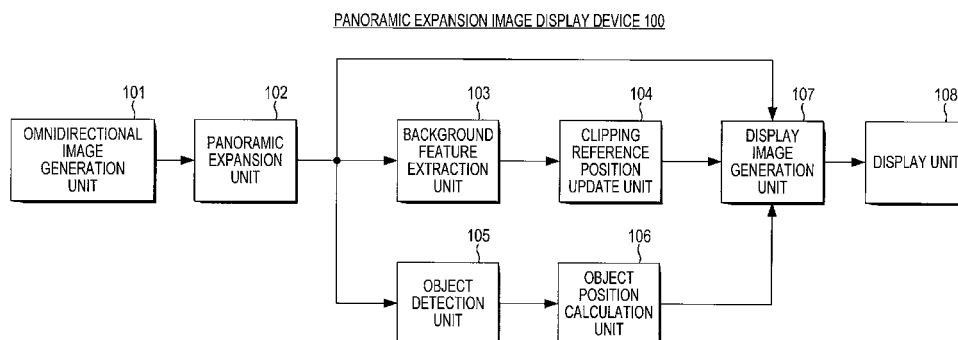 PANORAMIC EXPANSION IMAGE DISPLAY DEVICE 100
101
OMNIDIRECTIONAL
IMAGE
GENERATION
UNIT
102
PANORAMIC
EXPANSION
UNIT
103
BACKGROUND
FEATURE
EXTRACTION
UNIT
104
CLIPPING
REFERENCE
POSITION
UPDATE UNIT
107
DISPLAY
IMAGE
GENERATION
UNIT
108
DISPLAY UNIT
105
OBJECT
DETECTION
UNIT
106
OBJECT
POSITION
CALCULATION
UNIT